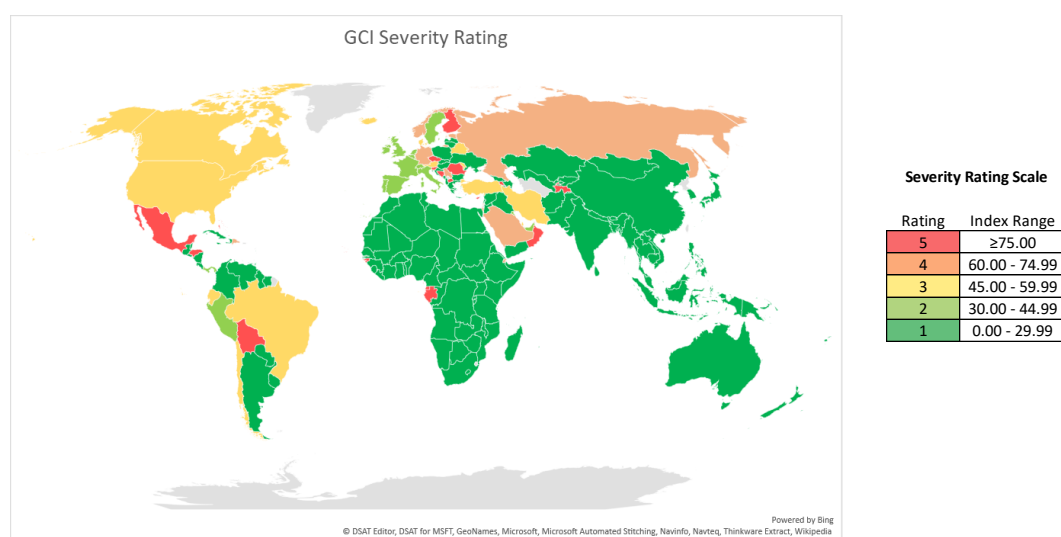 GCI Severity Rating
Severity Rating Scale
Rating Index Range
5 ≥75.00
4 60.00 - 74.99
3 45.00 - 59.99
2 30.00 - 44.99
1 0.00 - 29.99
Powered by Bing
© DSAT Editor, DSAT for MSFT, GeoNames, Microsoft, Microsoft Automated Stitching, Navinfo, Navteq, Thinkware Extract, Wikipedia